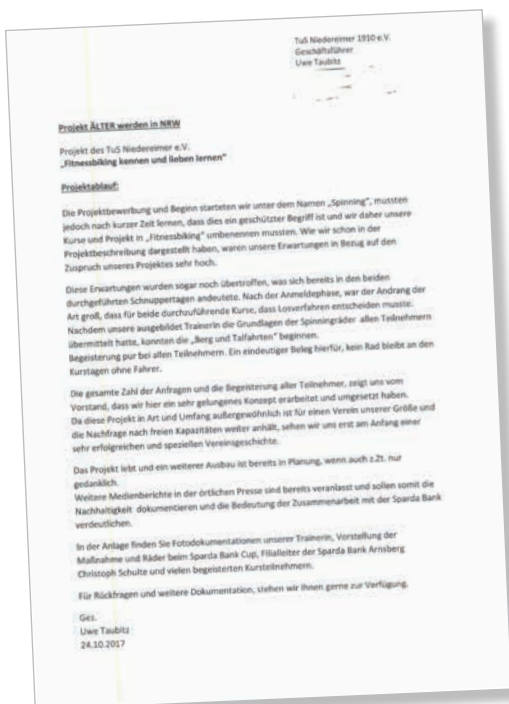 TuS Niedereimer 1910 e.V.
Geschäftsführer
Uwe Taubitz
Projekt ÄLTER werden in NRW
Projekt des TuS Niedereimer e.V.
„Fitnessbiking kennen und lieben lernen"
Projektablauf:
Die Projektbewerbung und Beginn starteten wir unter dem Namen „Spinning", mussten
jedoch nach kurzer Zeit lernen, dass dies ein geschützter Begriff ist und wir daher unsere
Kurse und Projekt in „Fitnessbiking" umbenennen mussten. Wie wir schon in der
Projektbeschreibung dargestellt haben, waren unsere Erwartungen in Bezug auf den
Zuspruch unseres Projektes sehr hoch.
Diese Erwartungen wurden sogar noch übertroffen, was sich bereits in den beiden
durchgeführten Schnuppertagen andeutete. Nach der Anmeldephase, war der Andrang der
Art groß, dass für beide durchzuführende Kurse, dass Losverfahren entscheiden musste.
Nachdem unsere ausgebildet Trainerin die Grundlagen der Spinningräder allen Teilnehmern
übermittelt hatte, konnten die „Berg und Talfahrten" beginnen.
Begeisterung pur bei allen Teilnehmern. Ein eindeutiger Beleg hierfür, kein Rad bleibt an den
Kurstagen ohne Fahrer.
Die gesamte Zahl der Anfragen und die Begeisterung aller Teilnehmer, zeigt uns vom
Vorstand, dass wir hier ein sehr gelungenes Konzept erarbeitet und umgesetzt haben.
Da diese Projekt in Art und Umfang außergewöhnlich ist für einen Verein unserer Größe und
die Nachfrage nach freien Kapazitäten weiter anhält, sehen wir uns erst am Anfang einer
sehr erfolgreichen und speziellen Vereinsgeschichte.
Das Projekt lebt und ein weiterer Ausbau ist bereits in Planung, wenn auch z.Zt. nur
gedanklich.
Weitere Medienberichte in der örtlichen Presse sind bereits veranlasst und sollen somit die
Nachhaltigkeit dokumentieren und die Bedeutung der Zusammenarbeit mit der Sparda Bank
verdeutlichen.
In der Anlage finden Sie Fotodokumentationen unserer Trainerin, Vorstellung der
Maßnahme und Räder beim Sparda Bank Cup, Filialleiter der Sparda Bank Arnsberg
Christoph Schulte und vielen begeisterten Kursteilnehmern.
Für Rückfragen und weitere Dokumentation, stehen wir Ihnen gerne zur Verfügung.
Gez.
Uwe Taubitz
24.10.2017